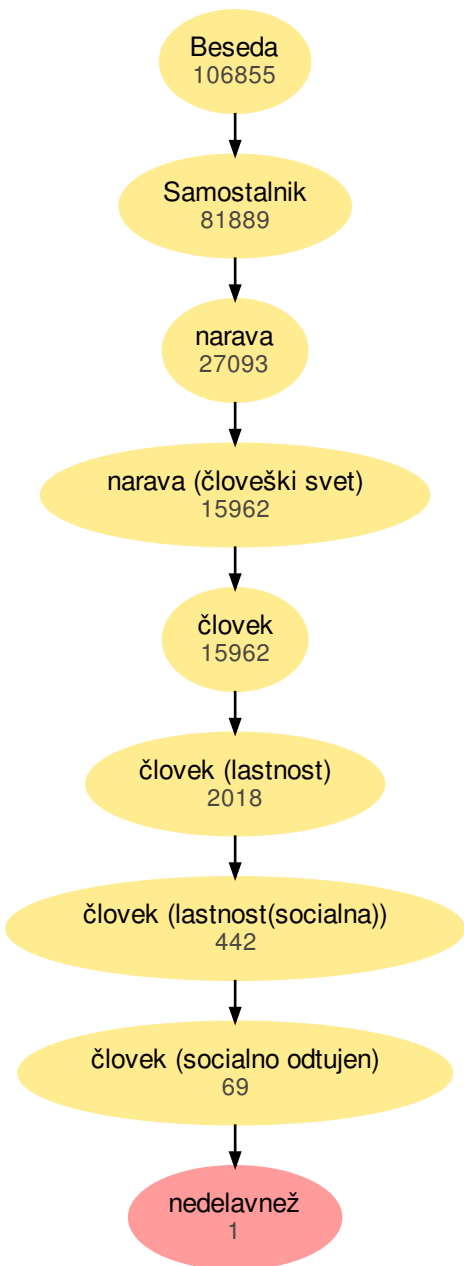 Beseda
106855
Samostalnik
81889
narava
27093
narava (človeški svet)
15962
človek
15962
človek (lastnost)
2018
človek (lastnost(socialna))
442
človek (socialno odtujen)
69
nedelavnež
1